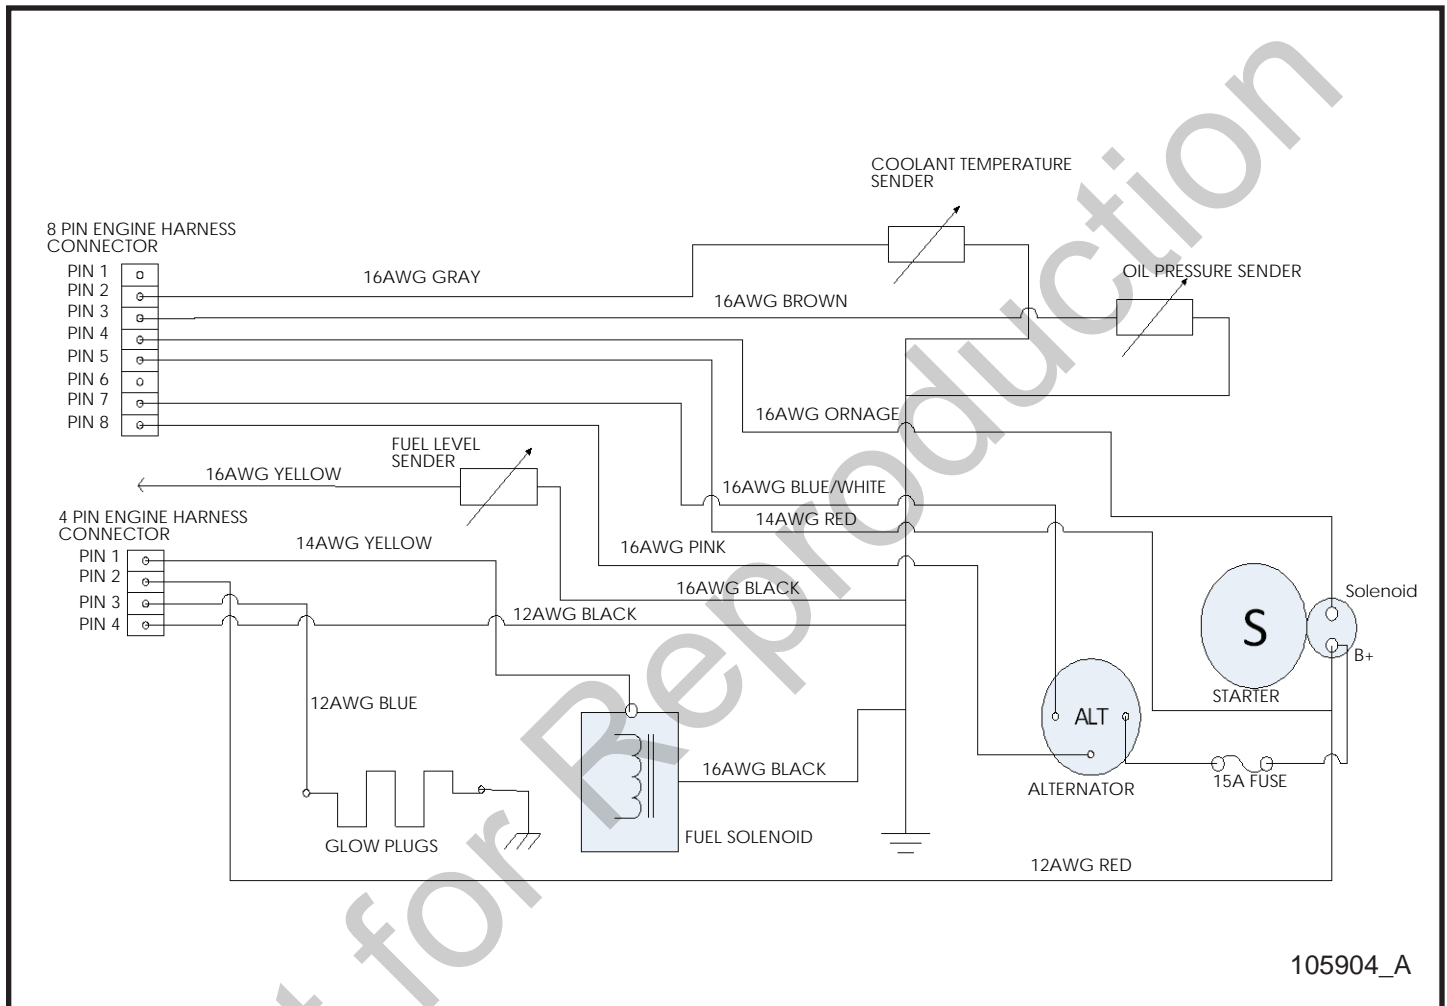 COOLANT TEMPERATURE
SENDER
8 PIN ENGINE HARNESS
CONNECTOR
PIN 1
PIN 2
PIN 3
PIN 4
PIN 5
PIN 6
PIN 7
PIN 8
16AWG GRAY
OIL PRESSURE SENDER
16AWG BROWN
16AWG ORNAGE
FUEL LEVEL
SENDER
16AWG YELLOW
16AWG BLUE/WHITE
14AWG RED
4 PIN ENGINE HARNESS
CONNECTOR
PIN 1
PIN 2
PIN 3
PIN 4
14AWG YELLOW
16AWG PINK
16AWG BLACK
12AWG BLACK
Solenoid
S
B+
STARTER
12AWG BLUE
ALT
16AWG BLACK
ALTERNATOR
15A FUSE
GLOW PLUGS
FUEL SOLENOID
12AWG RED
105904_A
t for Reproduction